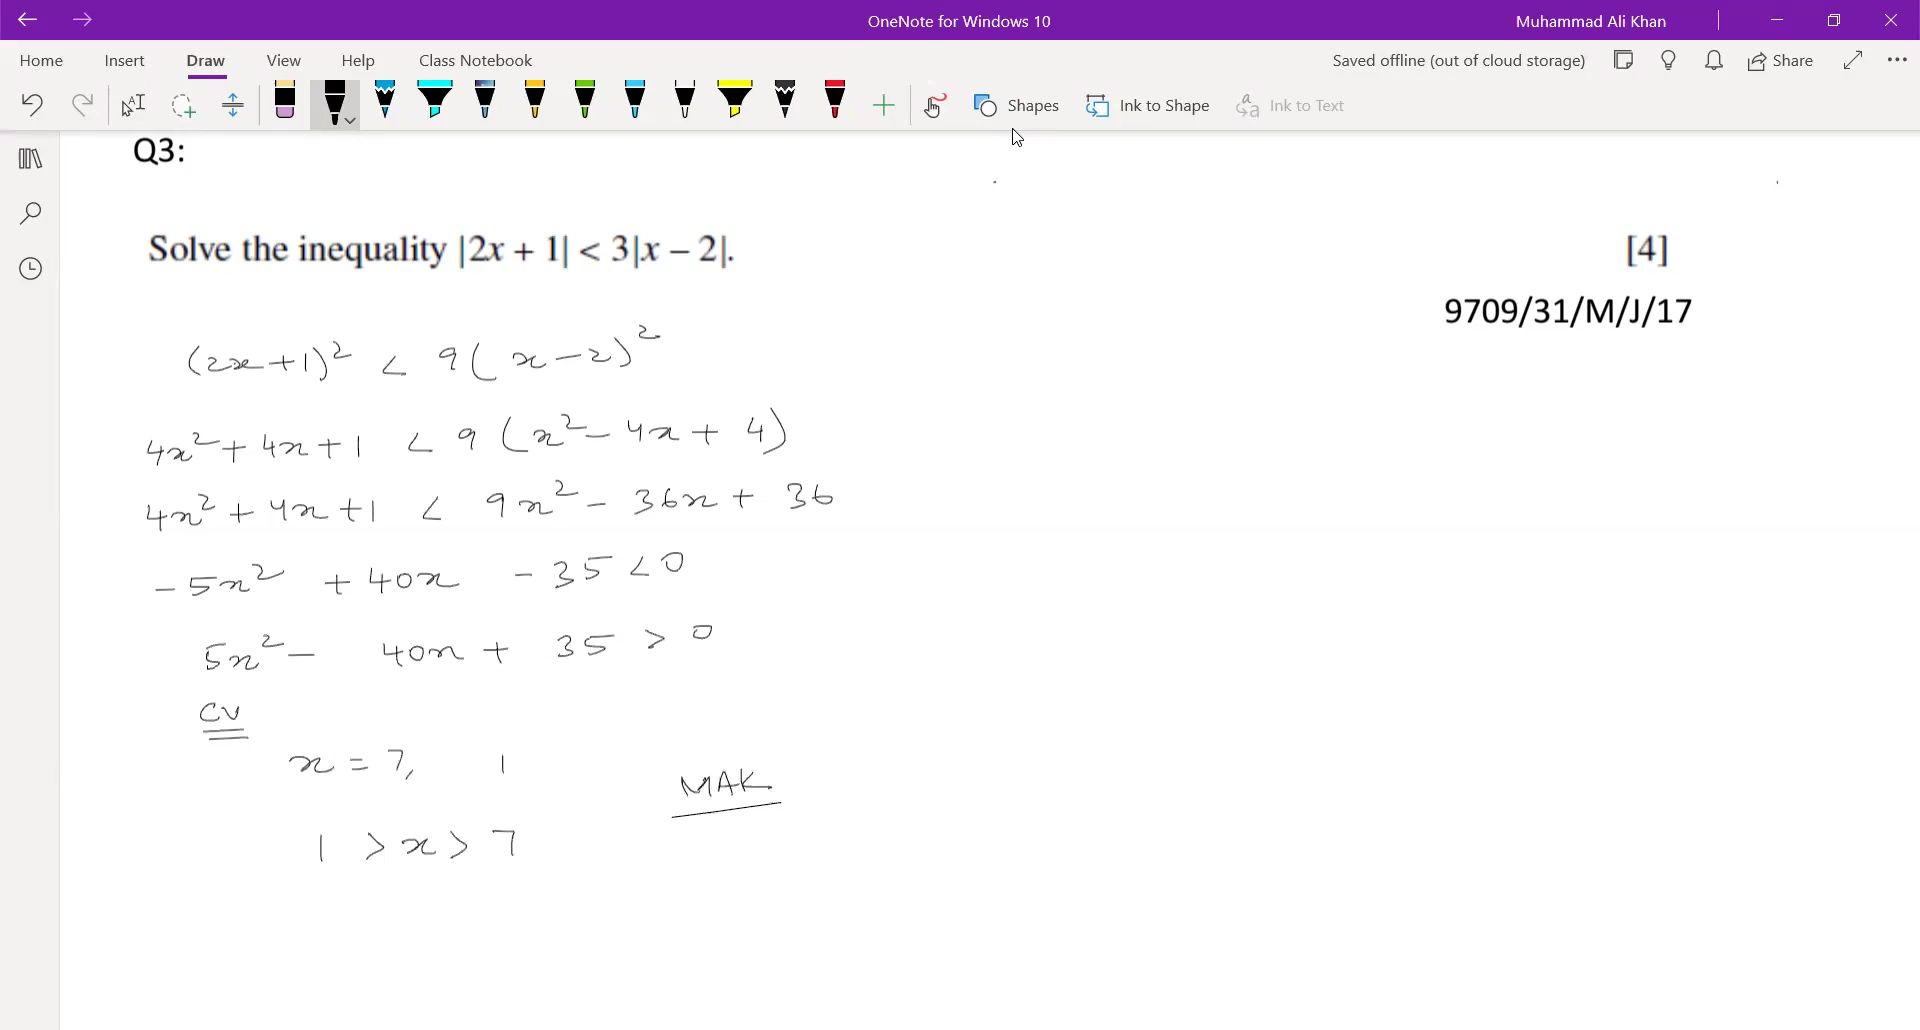 OneNote for Windows 10
Muhammad Ali Khan
Home Insert Draw View Help Class Notebook
Saved offline (out of cloud storage) Share
Shapes Ink to Shape Ink to Text
Q3:
Solve the inequality |2x + 1| < 3|x − 2|. [4]
9709/31/M/J/17
(2x+1)² < 9(x−2)²
4x² + 4x + 1 < 9(x² − 4x + 4)
4x² + 4x + 1 < 9x² − 36x + 36
−5x² + 40x − 35 < 0
5x² − 40x + 35 > 0
CV
x = 7, 1
MAK
1 > x > 7